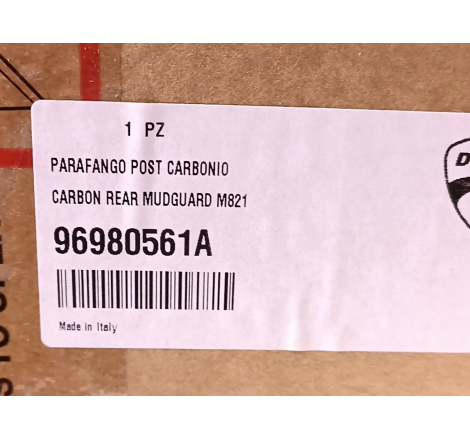 1 PZ
PARAFANGO POST CARBONIO
CARBON REAR MUDGUARD M821
96980561A
Made in Italy